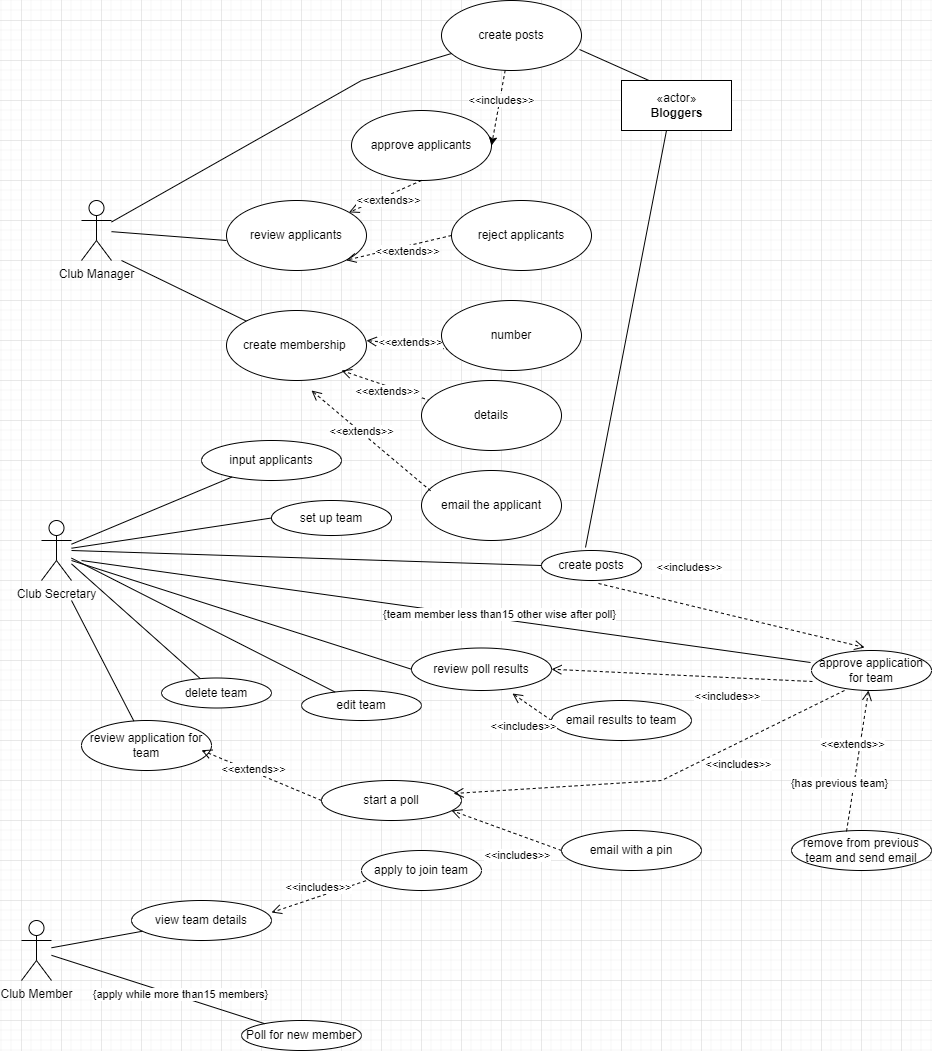 create posts
<<includes>>
«actor»
Bloggers
approve applicants
<<extends>>
review applicants
reject applicants
<<extends>>
Club Manager
create membership
number
<<extends>>
<<extends>>
details
<<extends>>
input applicants
email the applicant
set up team
create posts
<<includes>>
Club Secretary
{team member less than15 other wise after poll}
review poll results
approve application
for team
delete team
edit team
<<includes>>
email results to team
<<includes>>
review application for
team
<<extends>>
<<includes>>
<<extends>>
{has previous team}
start a poll
email with a pin
<<includes>>
remove from previous
team and send email
apply to join team
<<includes>>
view team details
Club Member
{apply while more than15 members}
Poll for new member